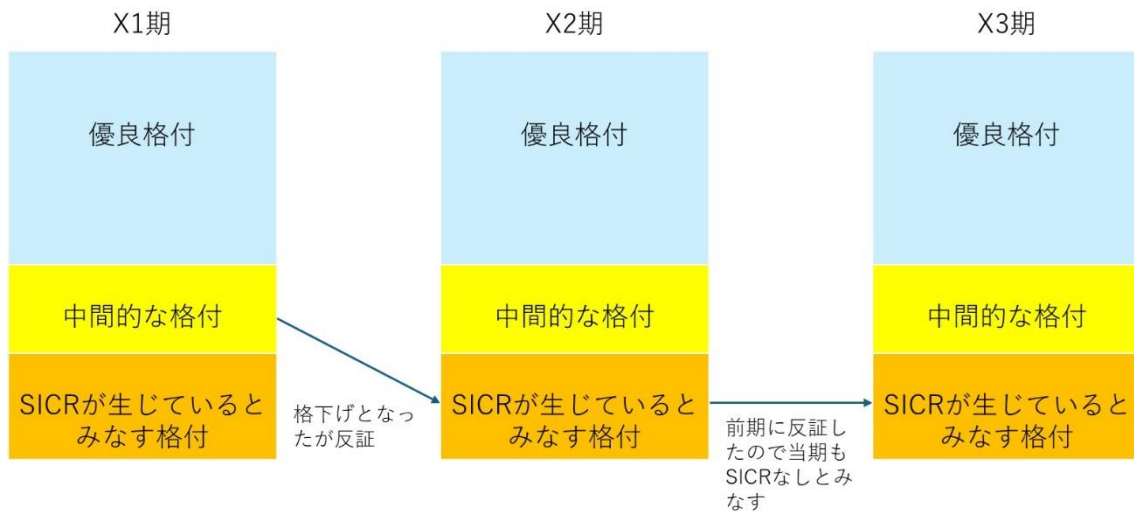 X1期
X2期
X3期
優良格付
優良格付
優良格付
中間的な格付
中間的な格付
中間的な格付
SICRが生じていると
みなす格付
格下げとなっ
たが反証
SICRが生じていると
みなす格付
前期に反証し
たので当期も
SICRなしとみ
なす
SICRが生じていると
みなす格付